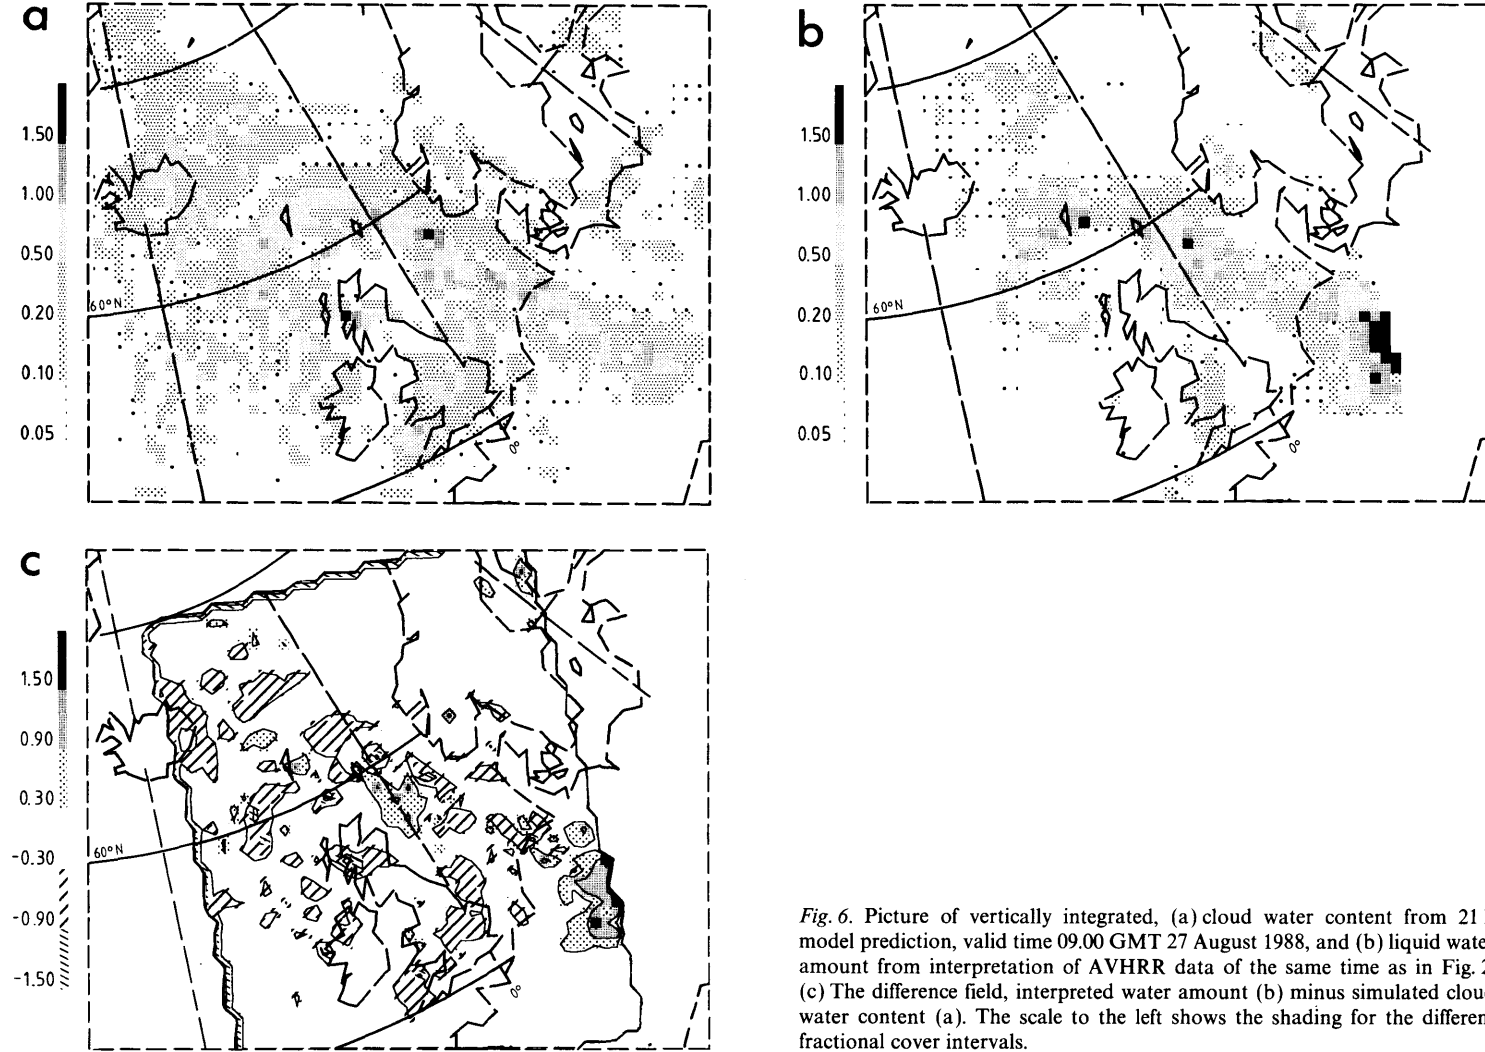 a
1.50
1.00
0.50
0.20
0.10
0.05
60°N
0°
b
1.50
1.00
0.50
0.20
0.10
0.05
60°N
0°
c
1.50
0.90
0.30
-0.30
-0.90
-1.50
60°N
0°
Fig. 6. Picture of vertically integrated, (a) cloud water content from 21
model prediction, valid time 09.00 GMT 27 August 1988, and (b) liquid wate
amount from interpretation of AVHRR data of the same time as in Fig. 2
(c) The difference field, interpreted water amount (b) minus simulated clou
water content (a). The scale to the left shows the shading for the differen
fractional cover intervals.